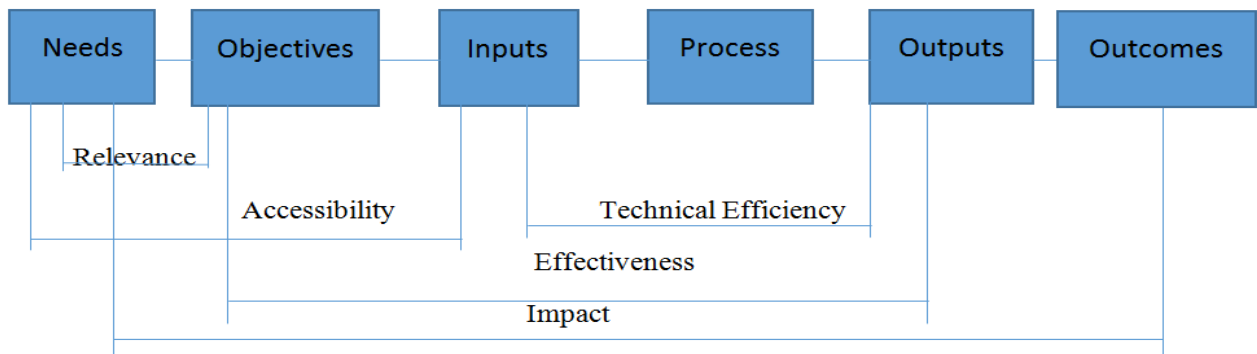 Needs Objectives Inputs Process Outputs Outcomes
Relevance
Accessibility Technical Efficiency
Effectiveness
Impact